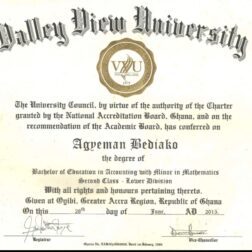 Valley View University
VVU
The University Council, by virtue of the authority of the Charter
granted by the National Accreditation Board, Ghana, and on
the recommendation of the Academic Board, has conferred on
Agyeman Bediako
the degree of
Bachelor of Education in Accounting with Minor in Mathematics
Second Class - Lower Division
With all rights and honours pertaining thereto.
Given at Oyibi, Greater Accra Region, Republic of Ghana
On this 28th day of June, AD 2015.
Registrar
Vice-Chancellor